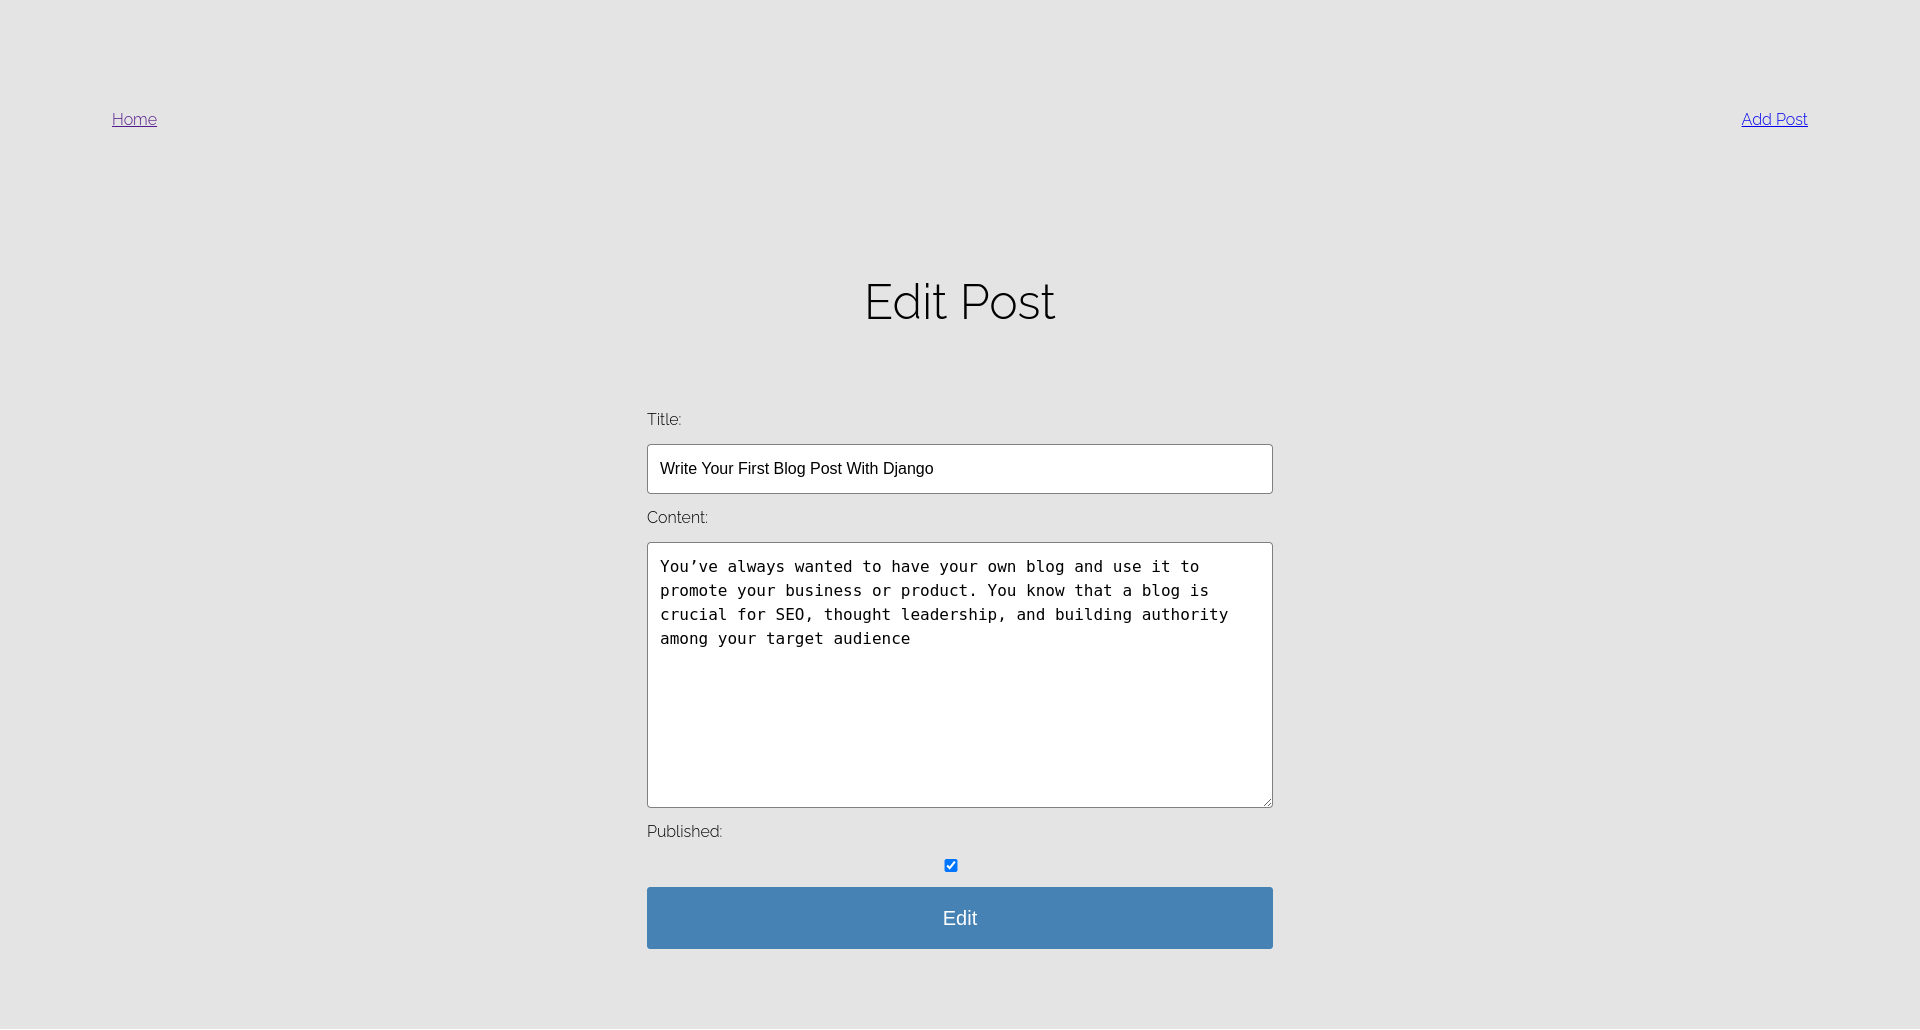 Home
Add Post
Edit Post
Title:
Write Your First Blog Post With Django
Content:
You’ve always wanted to have your own blog and use it to
promote your business or product. You know that a blog is
crucial for SEO, thought leadership, and building authority
among your target audience
Published:
Edit